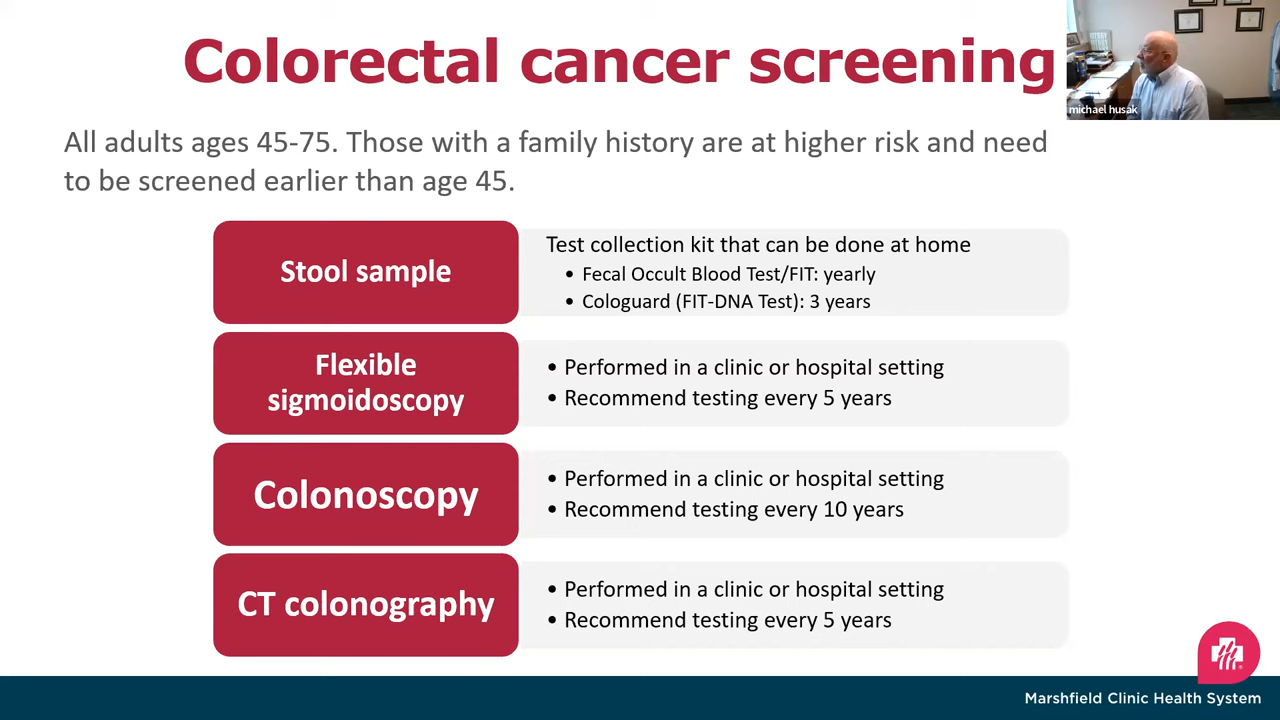 Colorectal cancer screening
michael husak
All adults ages 45-75. Those with a family history are at higher risk and need
to be screened earlier than age 45.
Stool sample
Test collection kit that can be done at home
• Fecal Occult Blood Test/FIT: yearly
• Cologuard (FIT-DNA Test): 3 years
Flexible
sigmoidoscopy
• Performed in a clinic or hospital setting
• Recommend testing every 5 years
Colonoscopy
• Performed in a clinic or hospital setting
• Recommend testing every 10 years
CT colonography
• Performed in a clinic or hospital setting
• Recommend testing every 5 years
Marshfield Clinic Health System